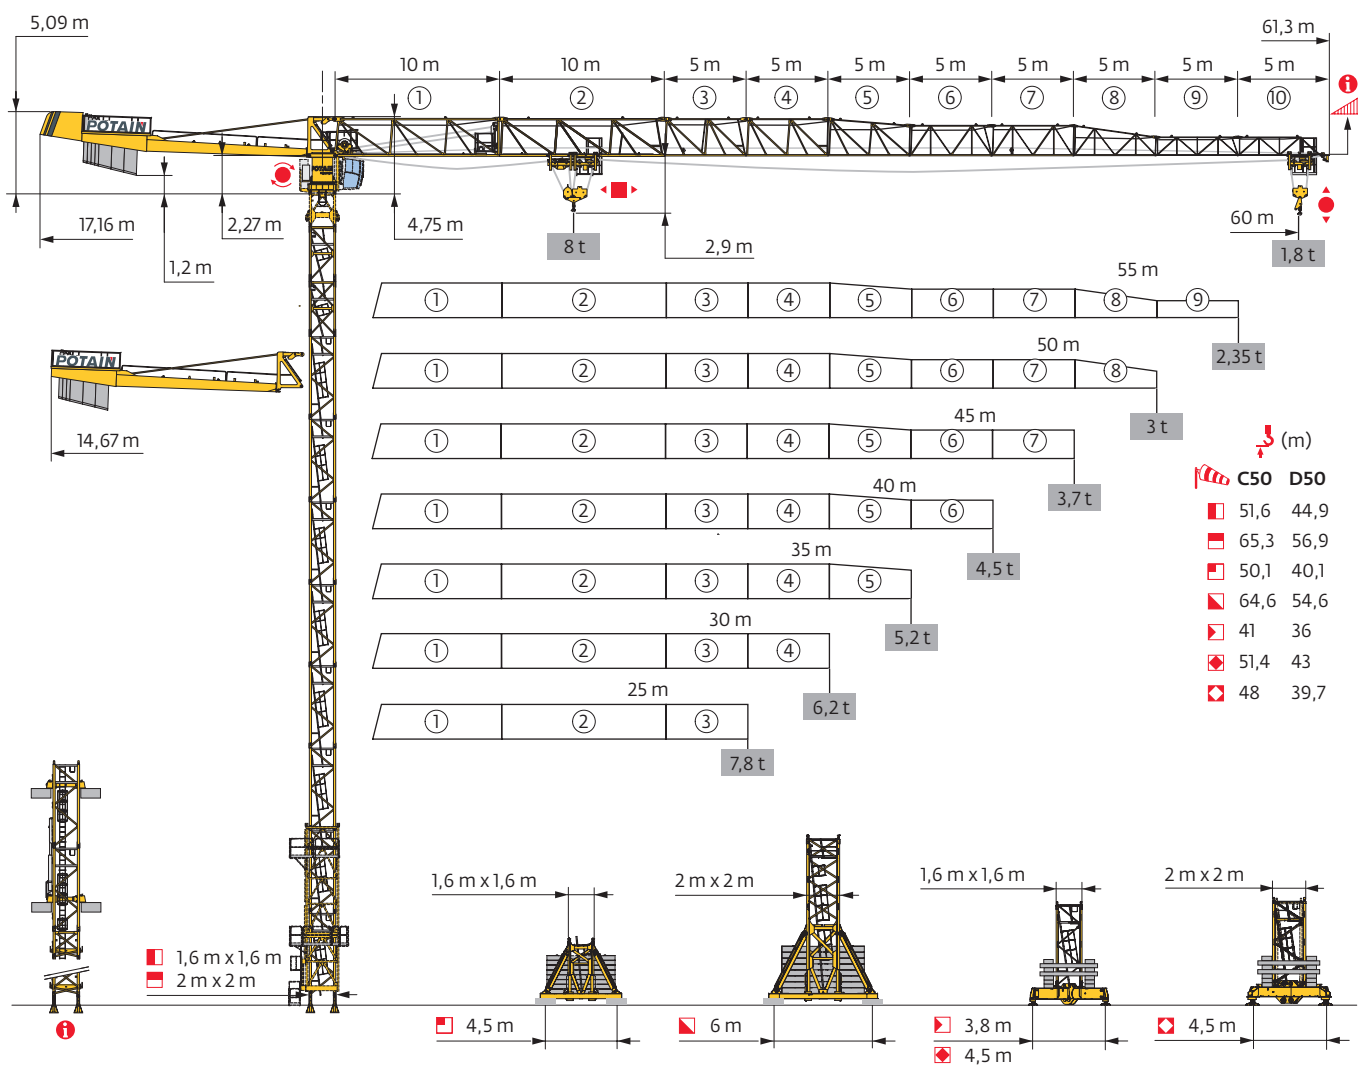 5,09 m
61,3 m
10 m 10 m 5 m 5 m 5 m 5 m 5 m 5 m 5 m 5 m
1 2 3 4 5 6 7 8 9 10
i
POTAIN
POTAIN
17,16 m
2,27 m
4,75 m
60 m
1,2 m
8 t
2,9 m
1,8 t
55 m
1 2 3 4 5 6 7 8 9
2,35 t
50 m
POTAIN
1 2 3 4 5 6 7 8
3 t
14,67 m
45 m
1 2 3 4 5 6 7
3,7 t
40 m
1 2 3 4 5 6
4,5 t
35 m
1 2 3 4 5
5,2 t
30 m
1 2 3 4
6,2 t
25 m
1 2 3
7,8 t
(m)
C50 D50
51,6 44,9
65,3 56,9
50,1 40,1
64,6 54,6
41 36
51,4 43
48 39,7
1,6 m x 1,6 m
2 m x 2 m
i
1,6 m x 1,6 m
4,5 m
2 m x 2 m
6 m
1,6 m x 1,6 m
3,8 m
4,5 m
2 m x 2 m
4,5 m